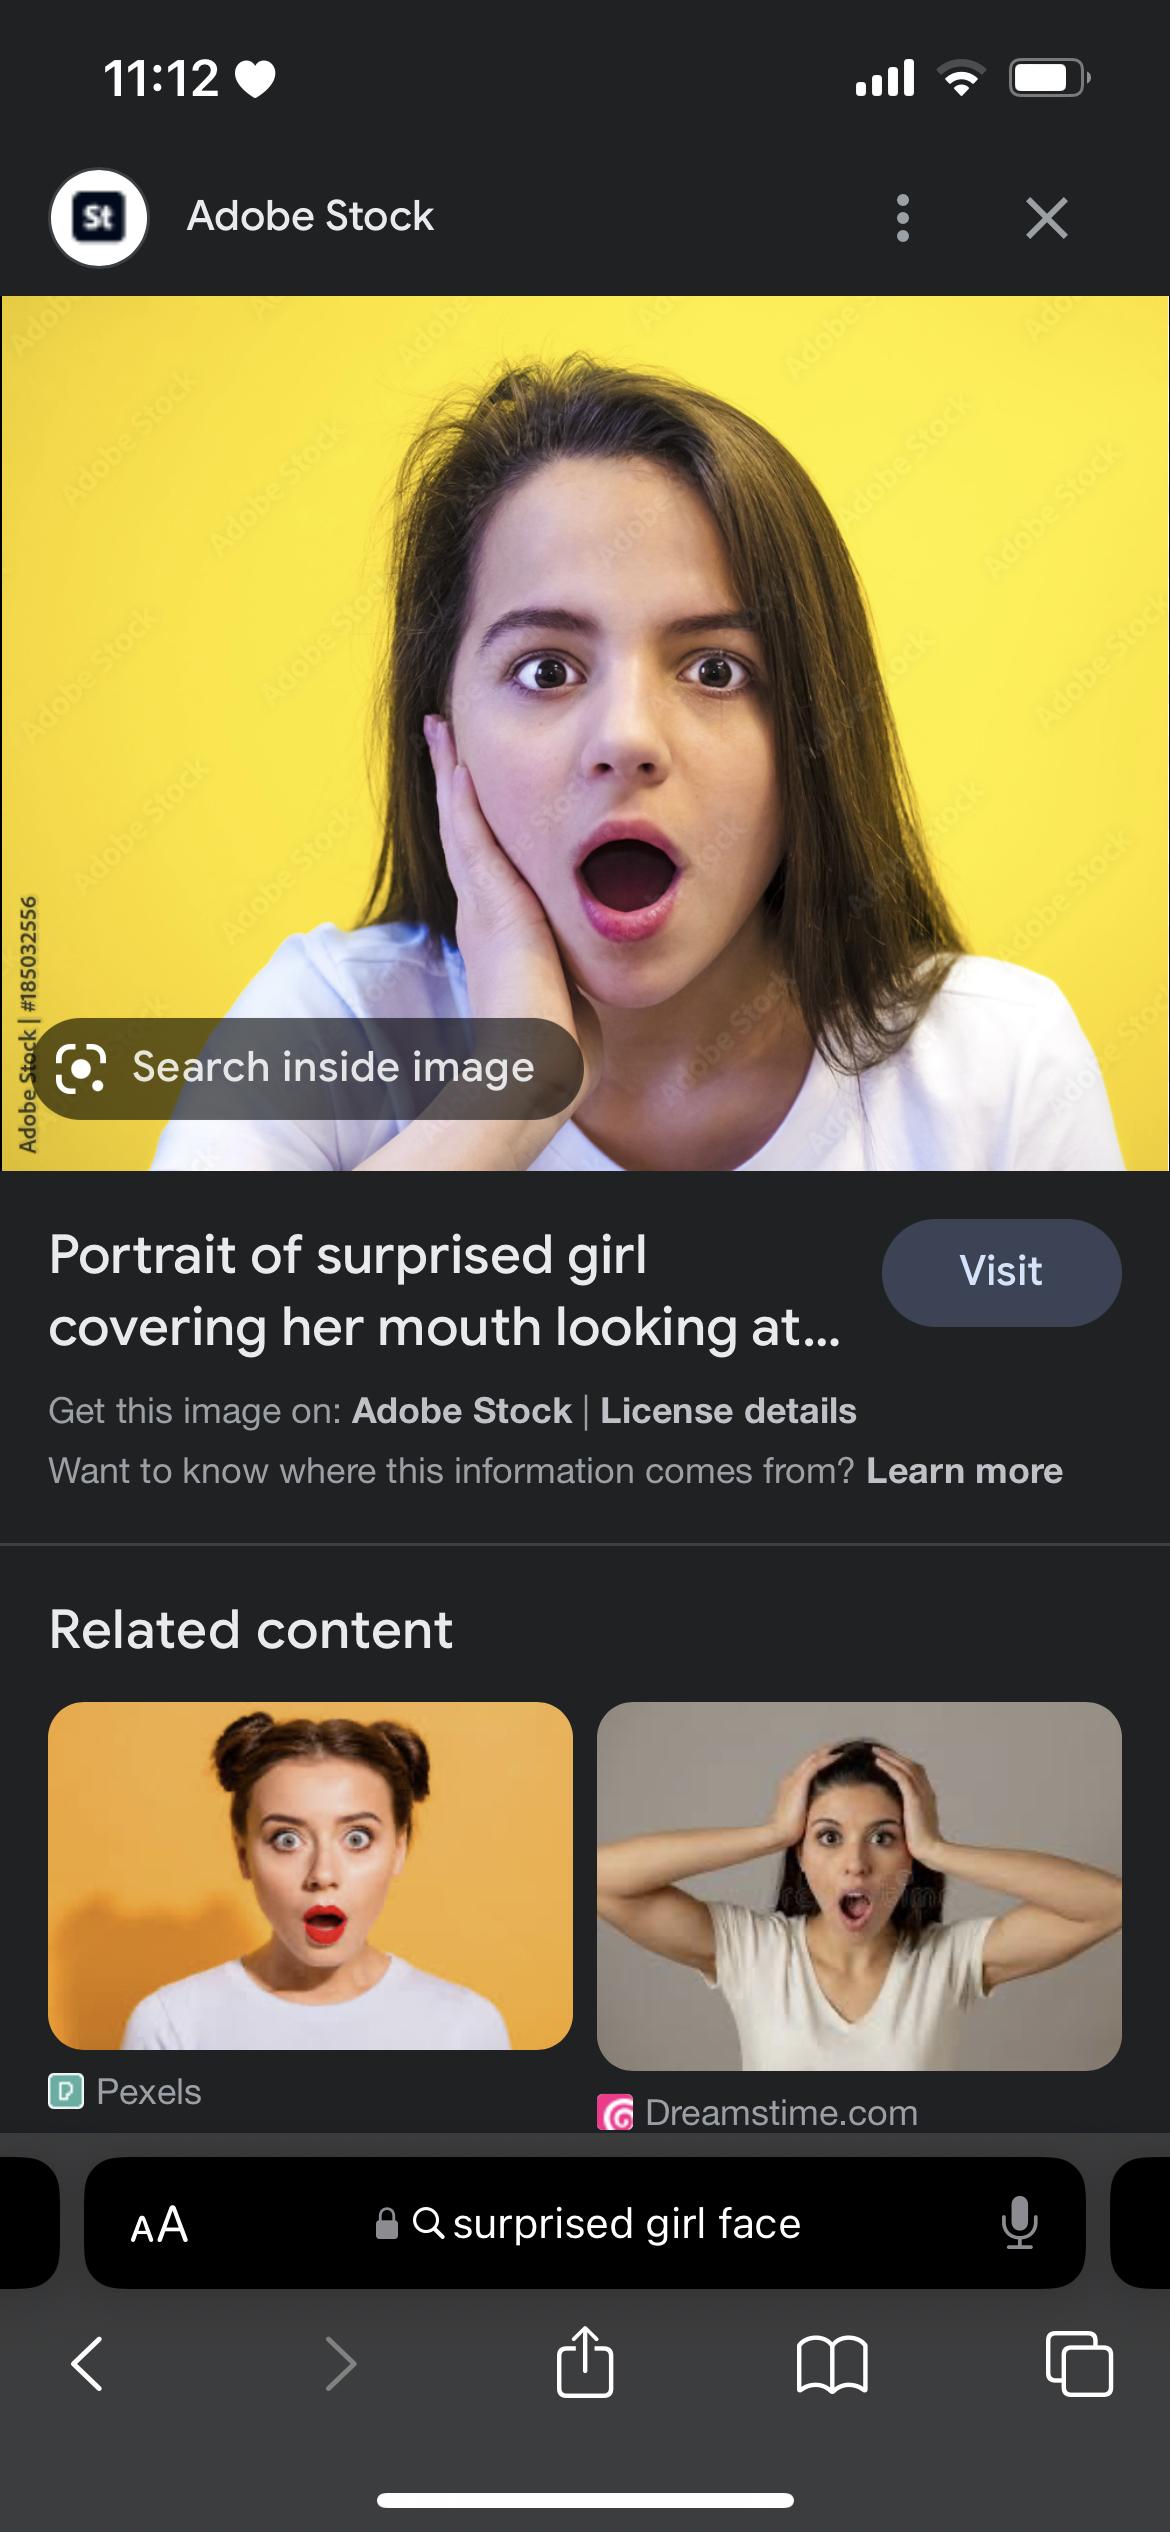 11:12
St
Adobe Stock
Adobe Stock | #185032556
Search inside image
Portrait of surprised girl
covering her mouth looking at...
Visit
Get this image on: Adobe Stock | License details
Want to know where this information comes from? Learn more
Related content
Pexels
Dreamstime.com
AA
surprised girl face